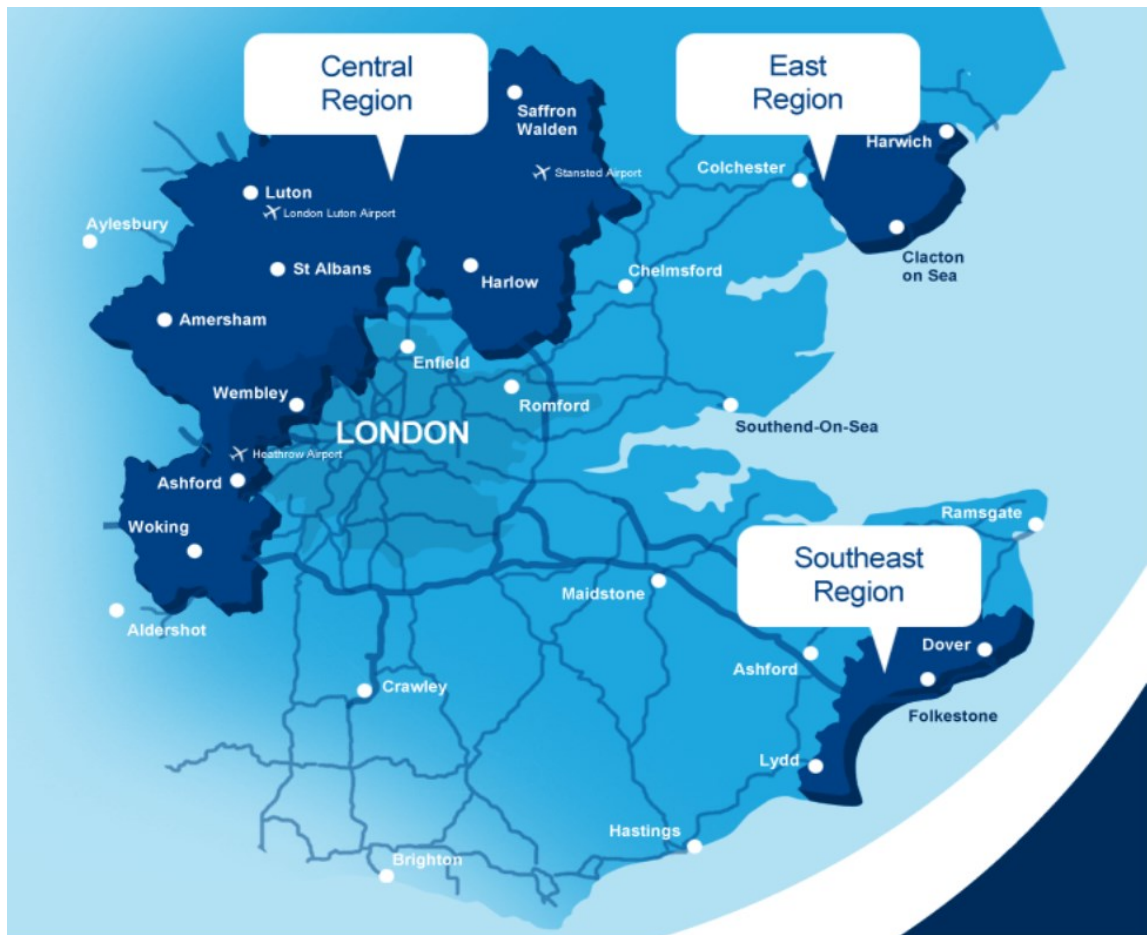 Central
Region
East
Region
Saffron
Walden
Harwich
Stansted Airport
Colchester
Luton
London Luton Airport
Aylesbury
St Albans
Harlow
Chelmsford
Clacton
on Sea
Amersham
Enfield
Wembley
Romford
Southend-On-Sea
LONDON
Heathrow Airport
Ashford
Woking
Ramsgate
Southeast
Region
Maidstone
Aldershot
Dover
Ashford
Crawley
Folkestone
Lydd
Hastings
Brighton